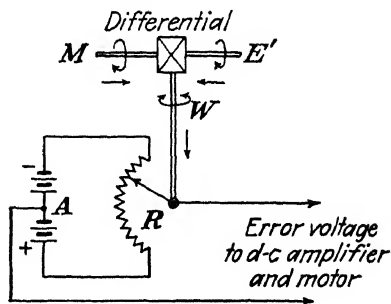 Differential
M E'
W
-
A
R
+
Error voltage
to d-c amplifier
and motor